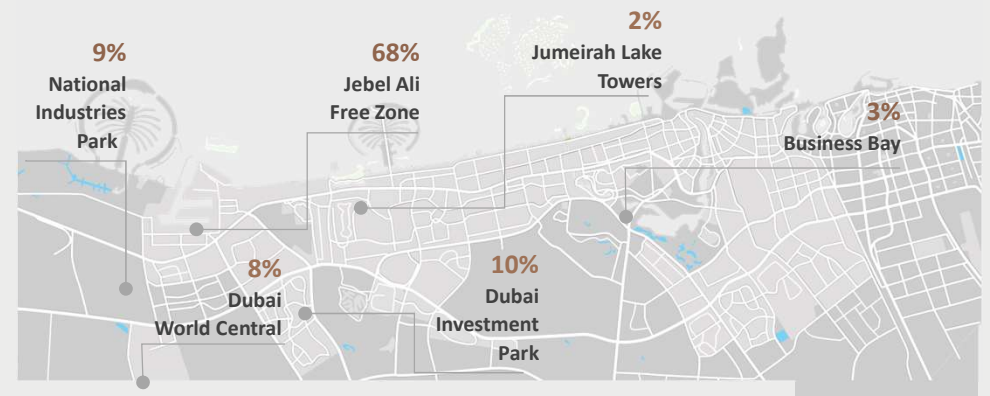 9%
National
Industries
Park
68%
Jebel Ali
Free Zone
2%
Jumeirah Lake
Towers
3%
Business Bay
8%
Dubai
World Central
10%
Dubai
Investment
Park